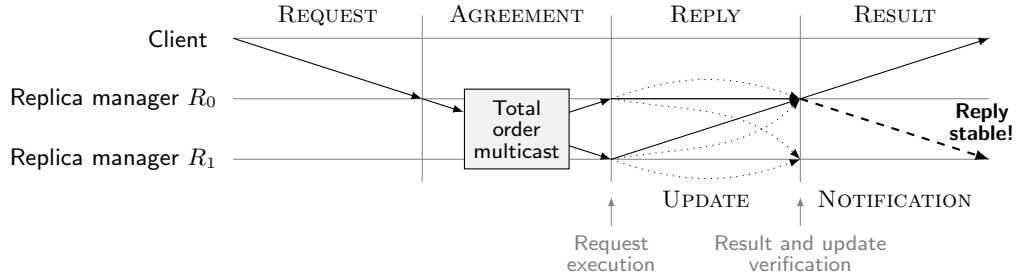 REQUEST AGREEMENT REPLY RESULT
Client
Replica manager R₀
Total
order
multicast
Reply
stable!
Replica manager R₁
UPDATE NOTIFICATION
Request
execution
Result and update
verification